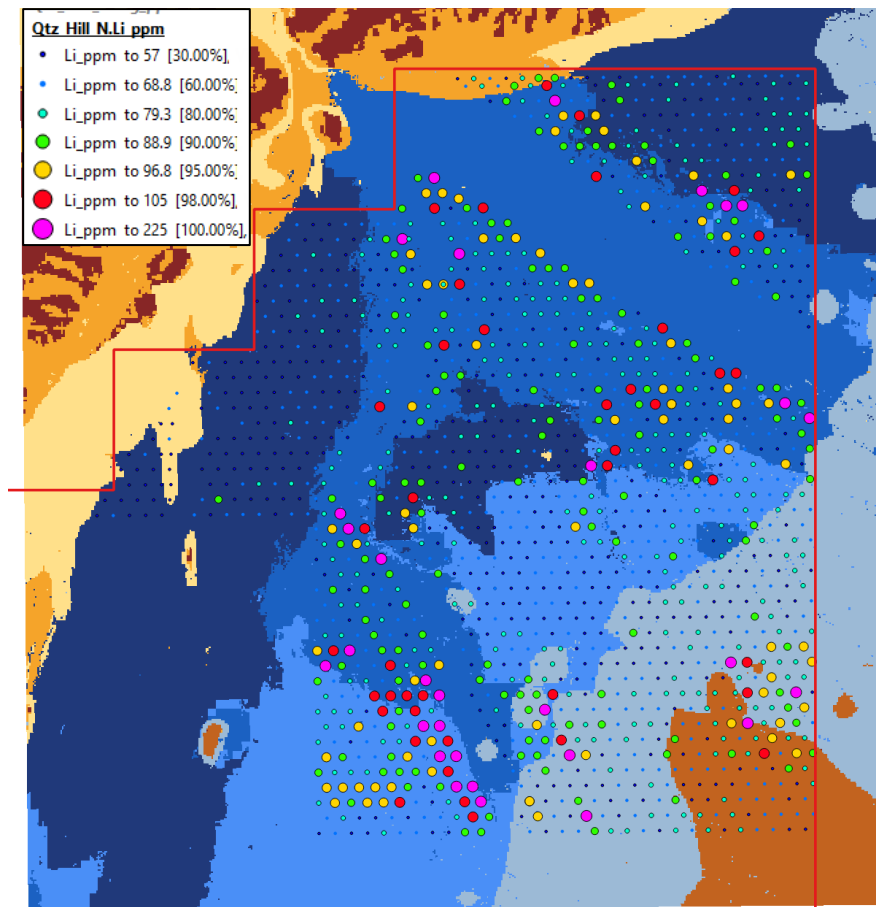 Qtz Hill N.Li ppm
Li_ppm to 57 [30.00%],
Li_ppm to 68.8 [60.00%],
Li_ppm to 79.3 [80.00%],
Li_ppm to 88.9 [90.00%],
Li_ppm to 96.8 [95.00%],
Li_ppm to 105 [98.00%],
Li_ppm to 225 [100.00%],